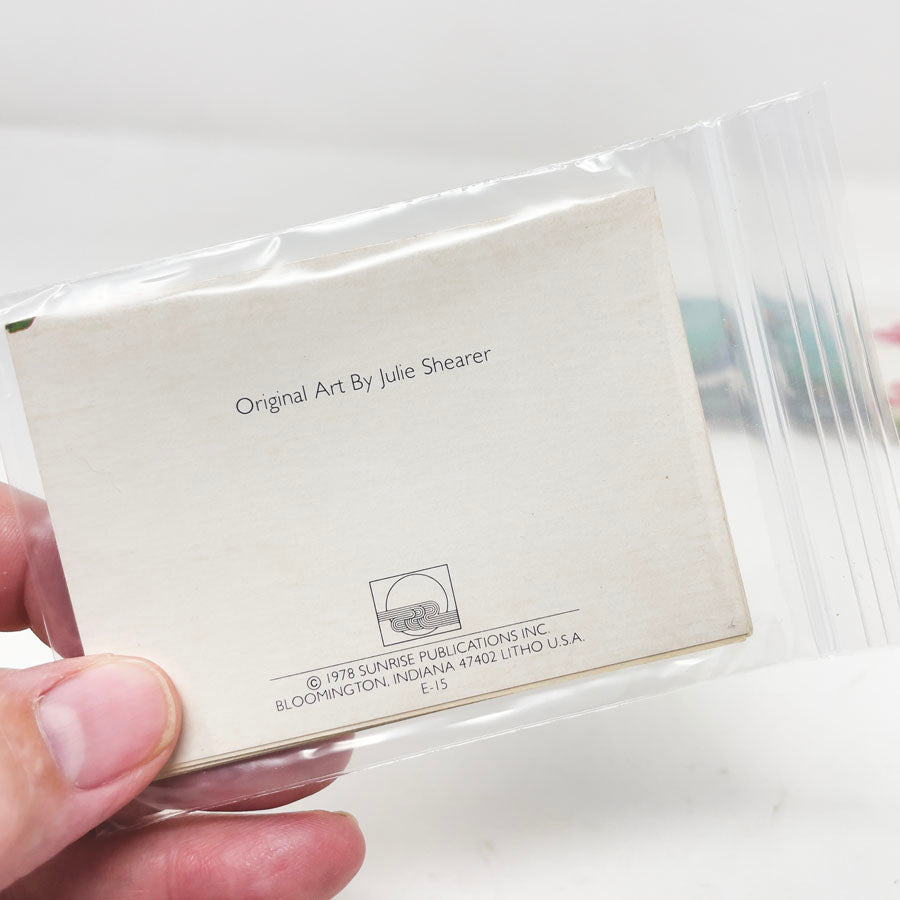 Original Art By Julie Shearer
© 1978 SUNRISE PUBLICATIONS INC.
BLOOMINGTON, INDIANA 47402 LITHO U.S.A.
E-15